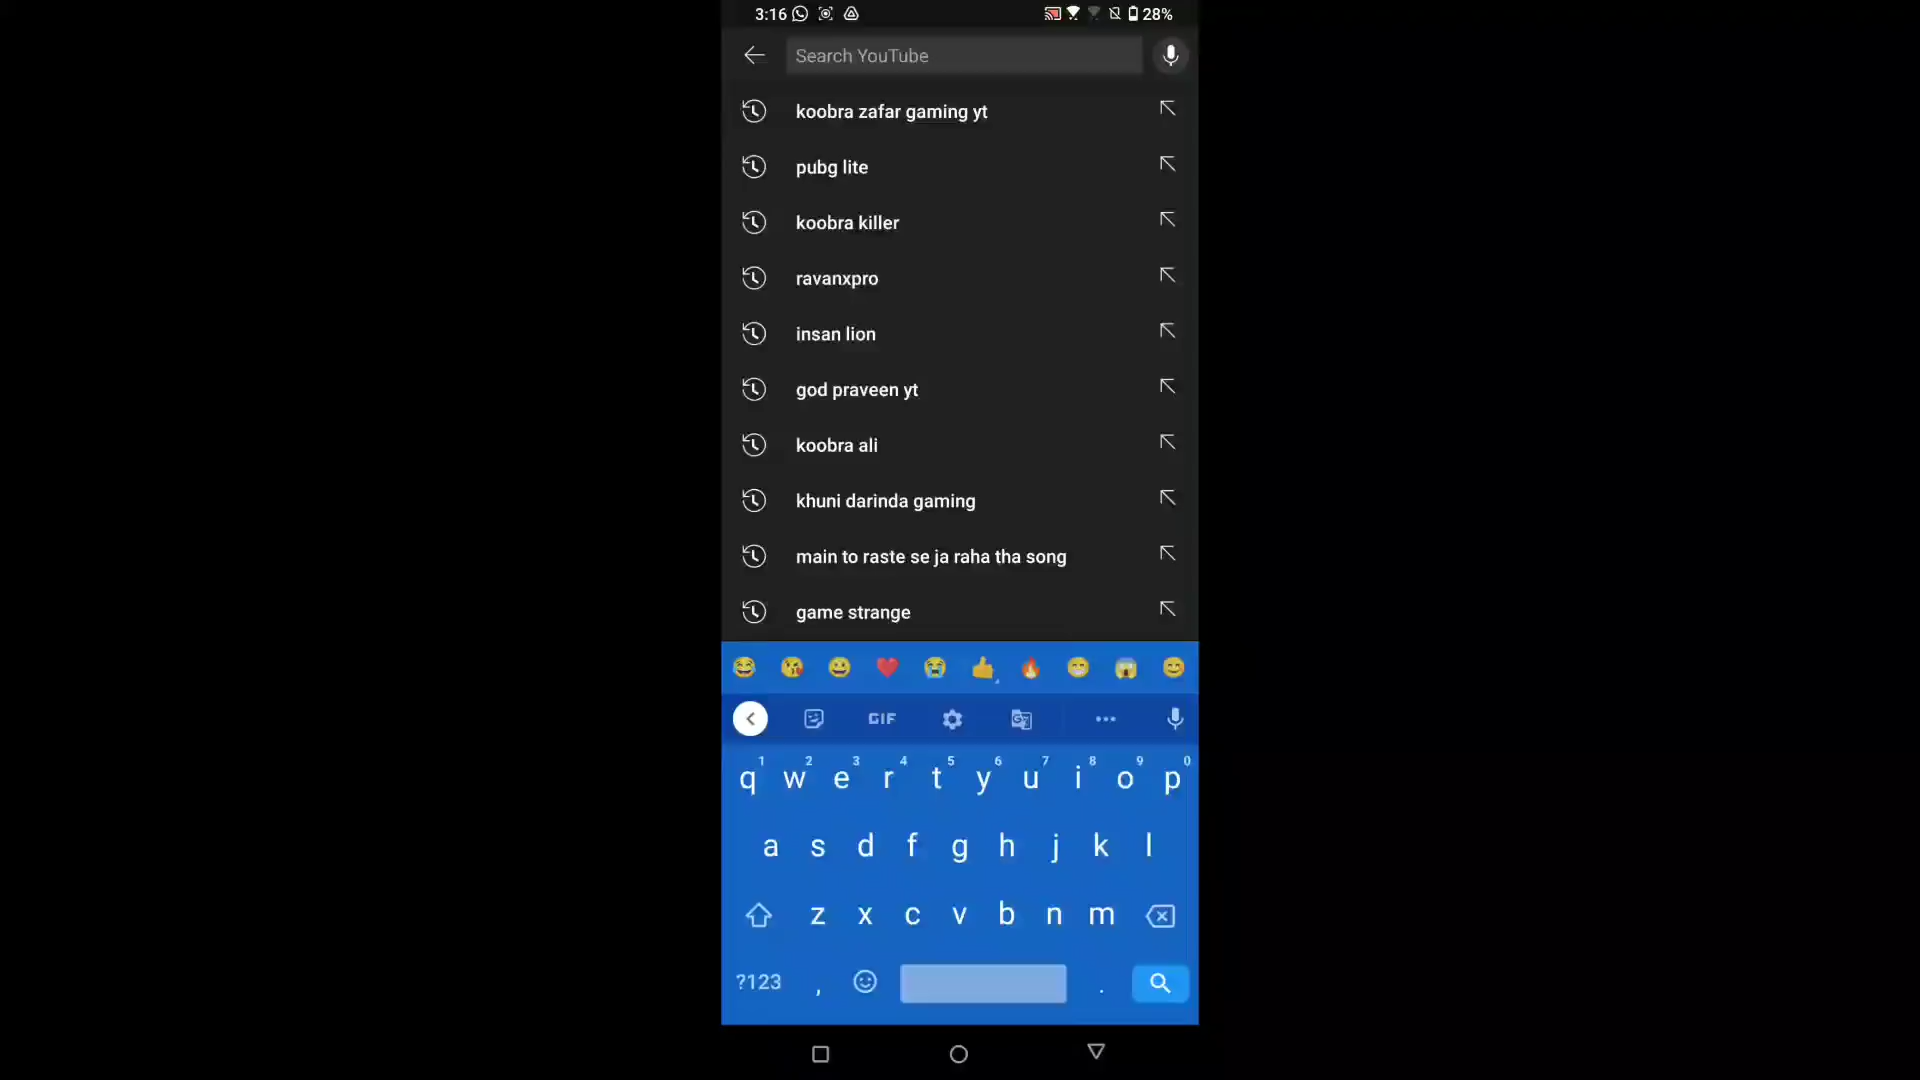 3:16 28%
Search YouTube
koobra zafar gaming yt
pubg lite
koobra killer
ravanxpro
insan lion
god praveen yt
koobra ali
khuni darinda gaming
main to raste se ja raha tha song
game strange
GIF
1 2 3 4 5 6 7 8 9 0
q w e r t y u i o p
a s d f g h j k l
z x c v b n m
?123 , .